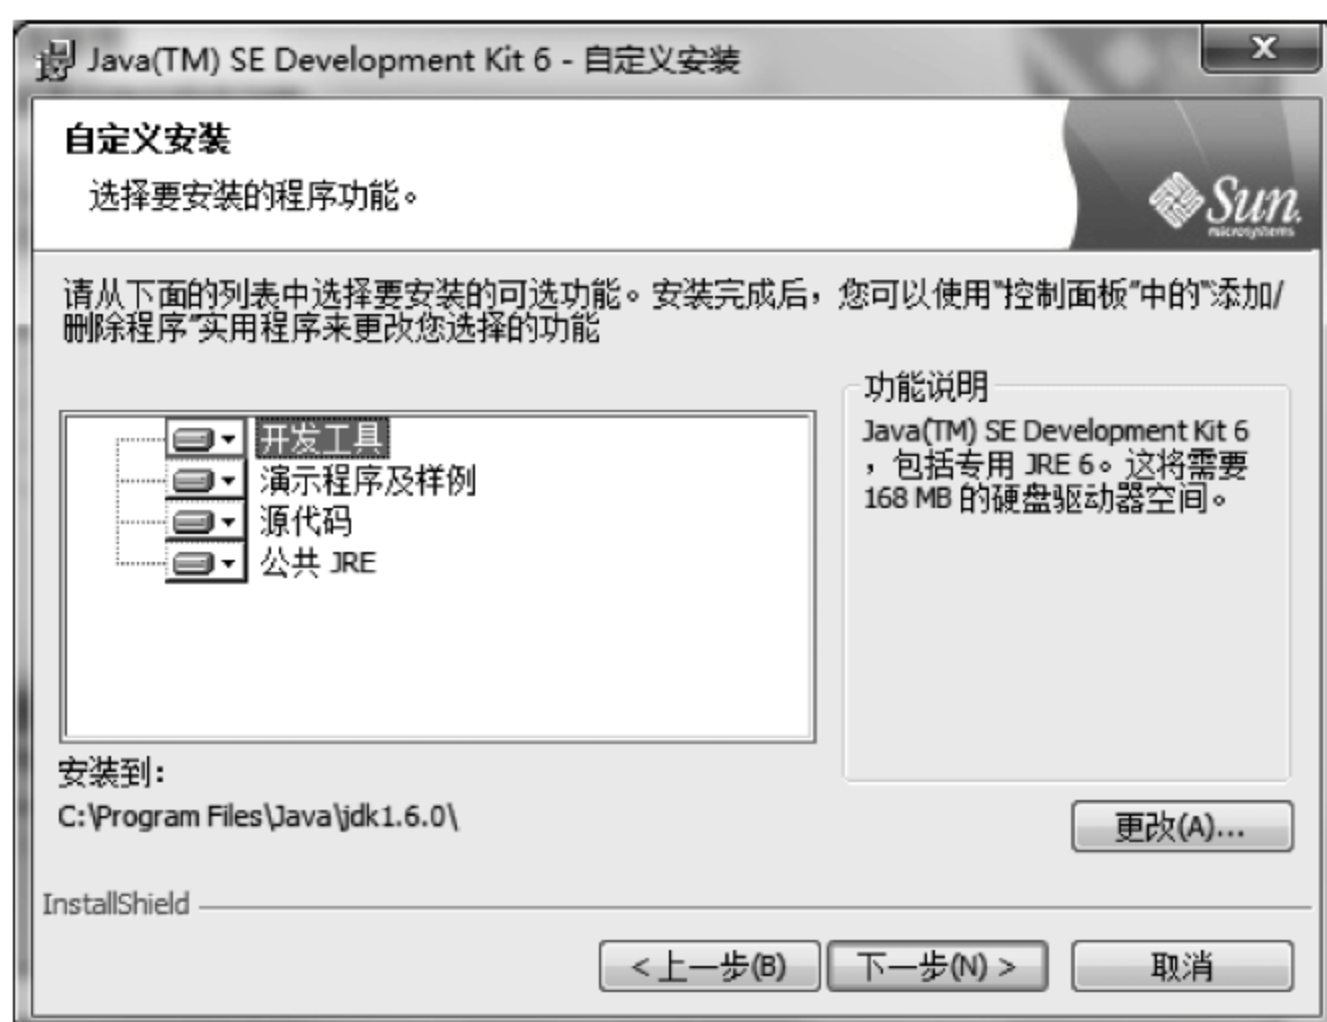 Java(TM) SE Development Kit 6 - 自定义安装
自定义安装
选择要安装的程序功能。
Sun
microsystems
请从下面的列表中选择要安装的可选功能。安装完成后，您可以使用"控制面板"中的"添加/
删除程序"实用程序来更改您选择的功能
开发工具
演示程序及样例
源代码
公共 JRE
功能说明
Java(TM) SE Development Kit 6
，包括专用 JRE 6。这将需要
168 MB 的硬盘驱动器空间。
安装到：
C:\Program Files\Java\jdk1.6.0\
更改(A)...
InstallShield
<上一步(B)
下一步(N) >
取消